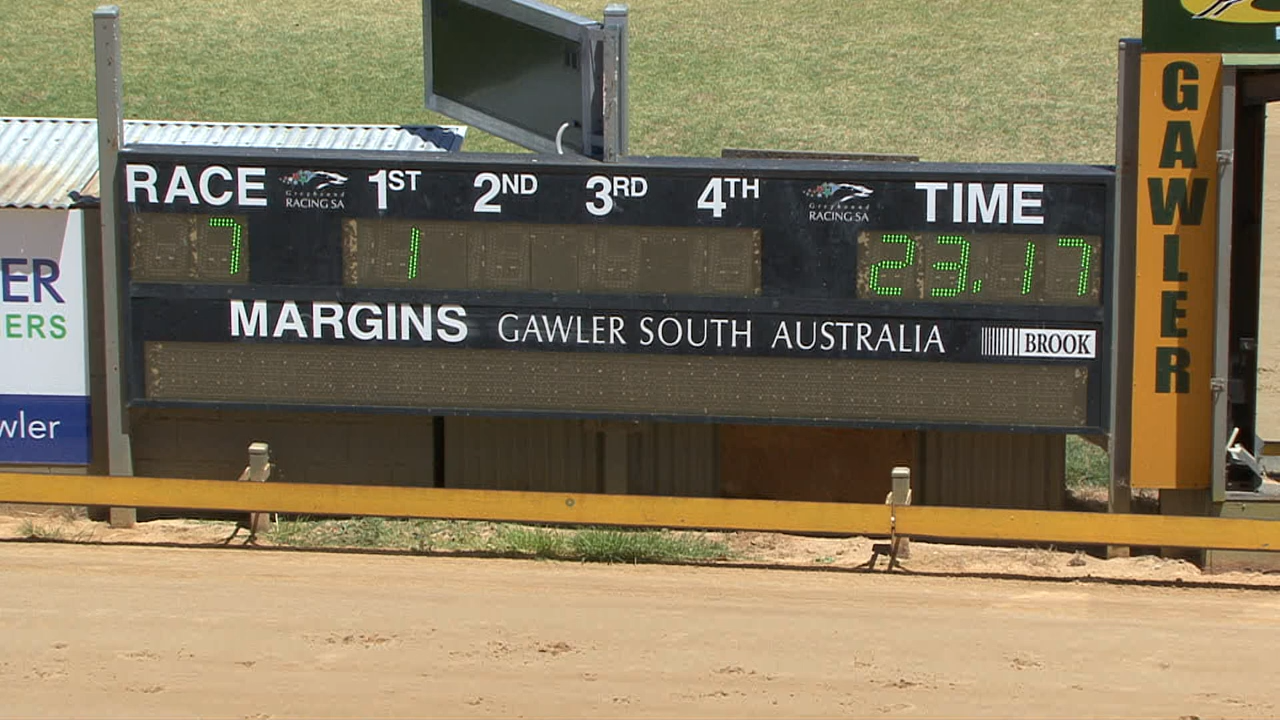 RACE Greyhound RACING SA 1ST 2ND 3RD 4TH Greyhound RACING SA TIME
7 1 23.17
MARGINS GAWLER SOUTH AUSTRALIA BROOK
GAWLER
ER
ERS
wler